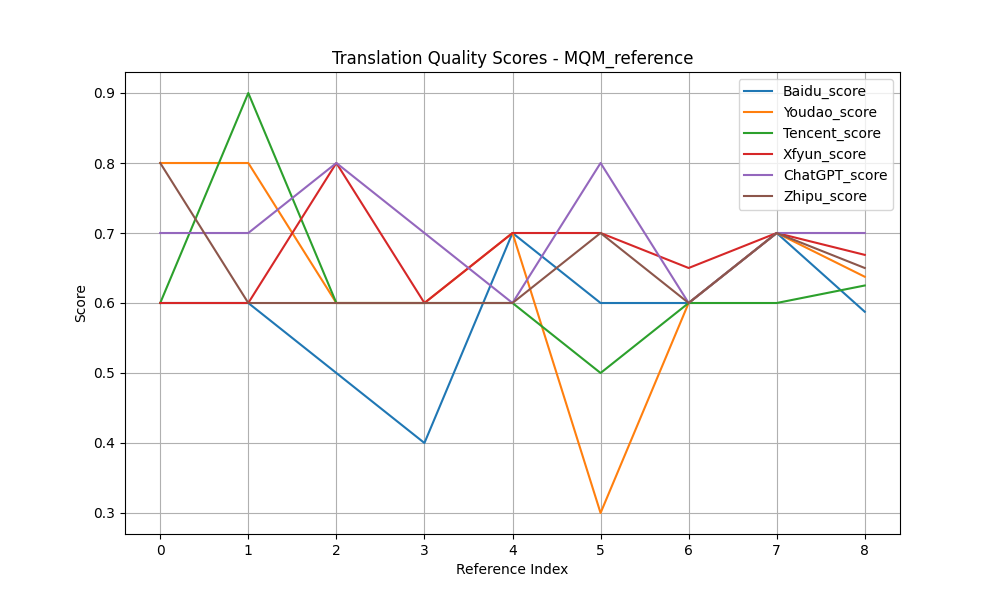 Translation Quality Scores - MQM_reference
Baidu_score
Youdao_score
Tencent_score
Xfyun_score
ChatGPT_score
Zhipu_score
Score
0.9
0.8
0.7
0.6
0.5
0.4
0.3
0 1 2 3 4 5 6 7 8
Reference Index